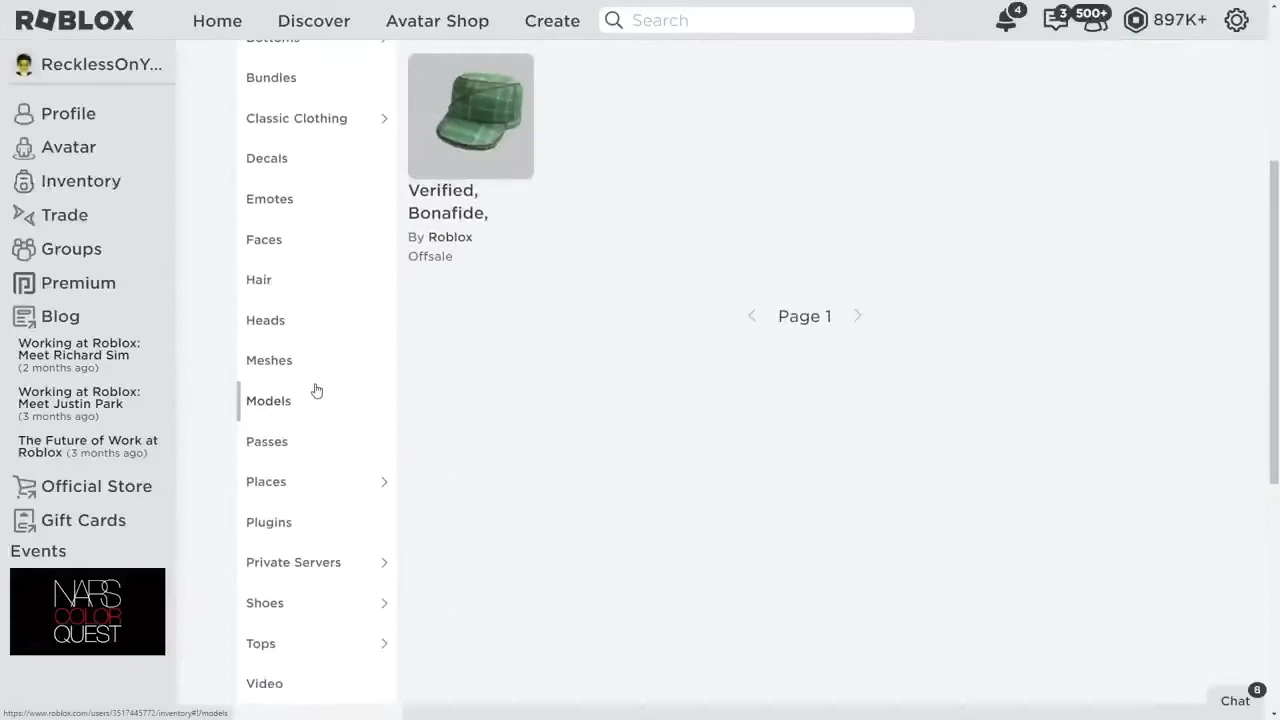 ROBLOX
Home
Discover
Avatar Shop
Create
Search
4
3
500+
897K+
RecklessOnY...
Profile
Avatar
Inventory
Trade
Groups
Premium
Blog
Working at Roblox:
Meet Richard Sim
(2 months ago)
Working at Roblox:
Meet Justin Park
(3 months ago)
The Future of Work at
Roblox (3 months ago)
Official Store
Gift Cards
Events
NARS
COLOR
QUEST
Bottoms
Bundles
Classic Clothing
Decals
Emotes
Faces
Hair
Heads
Meshes
Models
Passes
Places
Plugins
Private Servers
Shoes
Tops
Video
Verified,
Bonafide,
By Roblox
Offsale
Page 1
Chat
8
https://www.roblox.com/users/3517445772/inventory#!/models